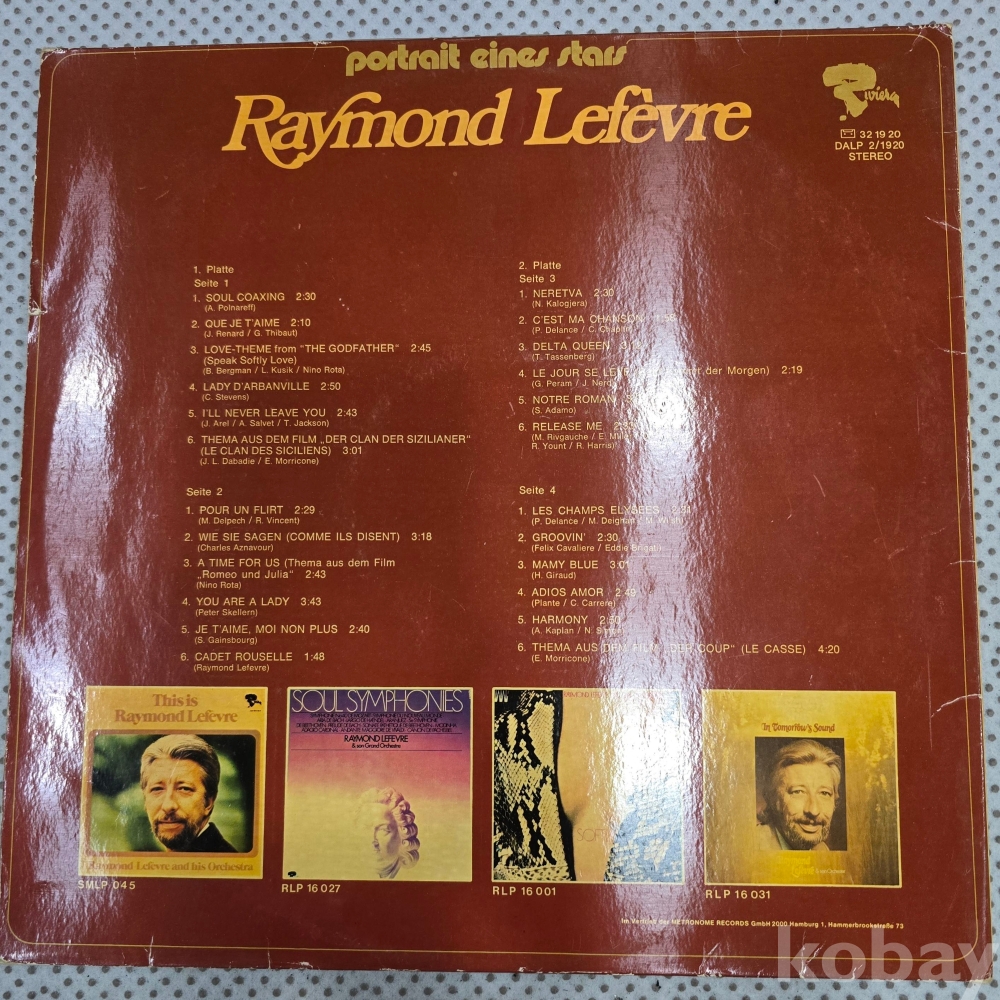 portrait eines stars
Raymond Lefèvre
Riviera
32 19 20
DALP 2/1920
STEREO
1. Platte
Seite 1
1. SOUL COAXING 2:30
(A. Polnareff)
2. QUE JE T'AIME 2:10
(J. Renard / G. Thibaut)
3. LOVE-THEME from "THE GODFATHER" 2:45
(Speak Softly Love)
(B. Bergman / L. Kusik / Nino Rota)
4. LADY D'ARBANVILLE 2:50
(C. Stevens)
5. I'LL NEVER LEAVE YOU 2:43
(J. Arel / A. Salvet / T. Jackson)
6. THEMA AUS DEM FILM „DER CLAN DER SIZILIANER"
(LE CLAN DES SICILIENS) 3:01
(J. L. Dabadie / E. Morricone)
Seite 2
1. POUR UN FLIRT 2:29
(M. Delpech / R. Vincent)
2. WIE SIE SAGEN (COMME ILS DISENT) 3:18
(Charles Aznavour)
3. A TIME FOR US (Thema aus dem Film
„Romeo und Julia" 2:43
(Nino Rota)
4. YOU ARE A LADY 3:43
(Peter Skellern)
5. JE T'AIME, MOI NON PLUS 2:40
(S. Gainsbourg)
6. CADET ROUSELLE 1:48
(Raymond Lefevre)
2. Platte
Seite 3
1. NERETVA 2:30
(N. Kalogjera)
2. C'EST MA CHANSON
(P. Delance / C. Chaplin)
3. DELTA QUEEN
(T. Tassenberg)
4. LE JOUR SE der Morgen) 2:19
(G. Peram / J. Nerd
5. NOTRE ROMAN
(S. Adamo)
6. RELEASE ME
(M. Rivgauche / E.
R. Yount / R. Harris)
Seite 4
1. LES CHAMPS ELYSEES 2:31
(P. Delance / M. Deighan / M. Wilsh)
2. GROOVIN' 2:30
(Felix Cavaliere / Eddie Brigati)
3. MAMY BLUE 3:01
(H. Giraud)
4. ADIOS AMOR 2:49
(Plante / C. Carrere)
5. HARMONY
(A. Kaplan / N.
6. THEMA AUS DEM FILM „DER COUP" (LE CASSE) 4:20
(E. Morricone)
This is
Raymond Lefèvre
Raymond Lefèvre and his Orchestra
SMLP 045
SOUL SYMPHONIES
RAYMOND LEFEVRE
& son Grand Orchestre
RLP 16 027
RLP 16 001
In Tomorrow's Sound
RLP 16 031
Im Vertrieb der METRONOME RECORDS GmbH 2000 Hamburg 1, Hammerbrookstraße 73
kobay